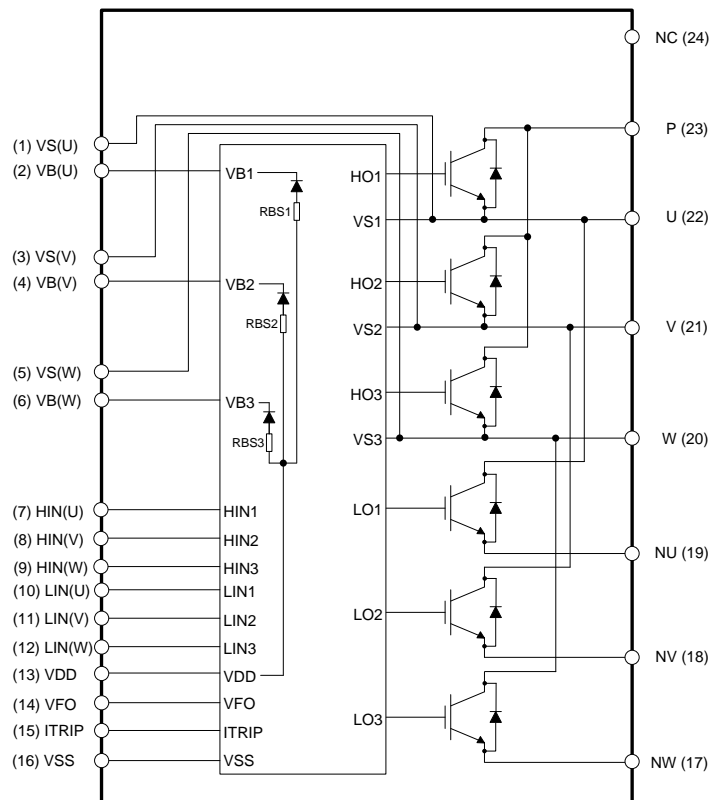 NC (24)
P (23)
(1) VS(U)
(2) VB(U)
VB1
HO1
RBS1
VS1
U (22)
(3) VS(V)
(4) VB(V)
VB2
HO2
RBS2
VS2
V (21)
(5) VS(W)
(6) VB(W)
VB3
HO3
RBS3
VS3
W (20)
(7) HIN(U)
HIN1
LO1
(8) HIN(V)
HIN2
NU (19)
(9) HIN(W)
HIN3
(10) LIN(U)
LIN1
(11) LIN(V)
LIN2
LO2
(12) LIN(W)
LIN3
NV (18)
(13) VDD
VDD
(14) VFO
VFO
LO3
(15) ITRIP
ITRIP
(16) VSS
VSS
NW (17)